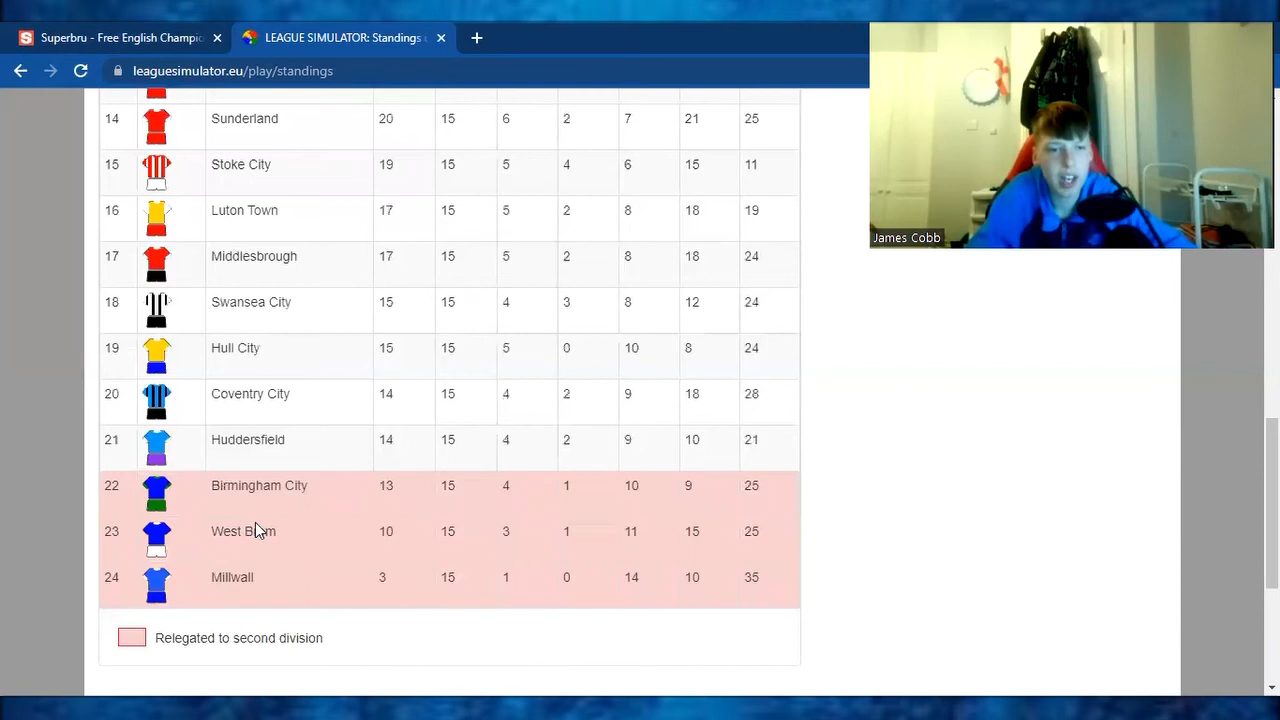 Superbru - Free English Champi
LEAGUE SIMULATOR: Standings
leaguesimulator.eu/play/standings
James Cobb
14 Sunderland 20 15 6 2 7 21 25
15 Stoke City 19 15 5 4 6 15 11
16 Luton Town 17 15 5 2 8 18 19
17 Middlesbrough 17 15 5 2 8 18 24
18 Swansea City 15 15 4 3 8 12 24
19 Hull City 15 15 5 0 10 8 24
20 Coventry City 14 15 4 2 9 18 28
21 Huddersfield 14 15 4 2 9 10 21
22 Birmingham City 13 15 4 1 10 9 25
23 West Brom 10 15 3 1 11 15 25
24 Millwall 3 15 1 0 14 10 35
Relegated to second division